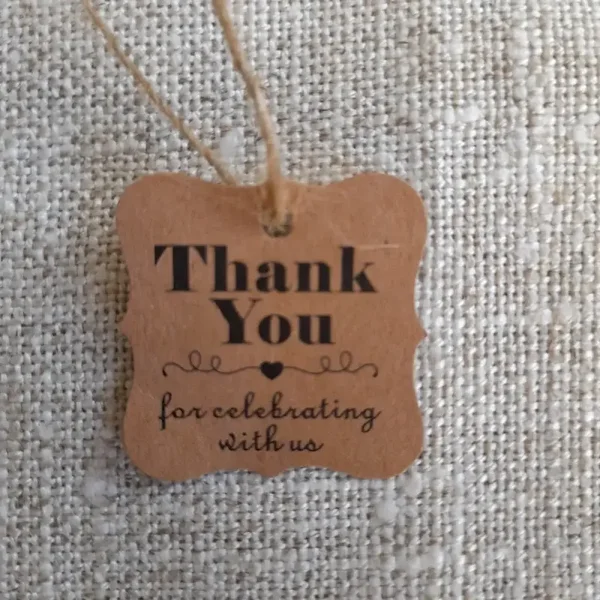 Thank
You
for celebrating
with us